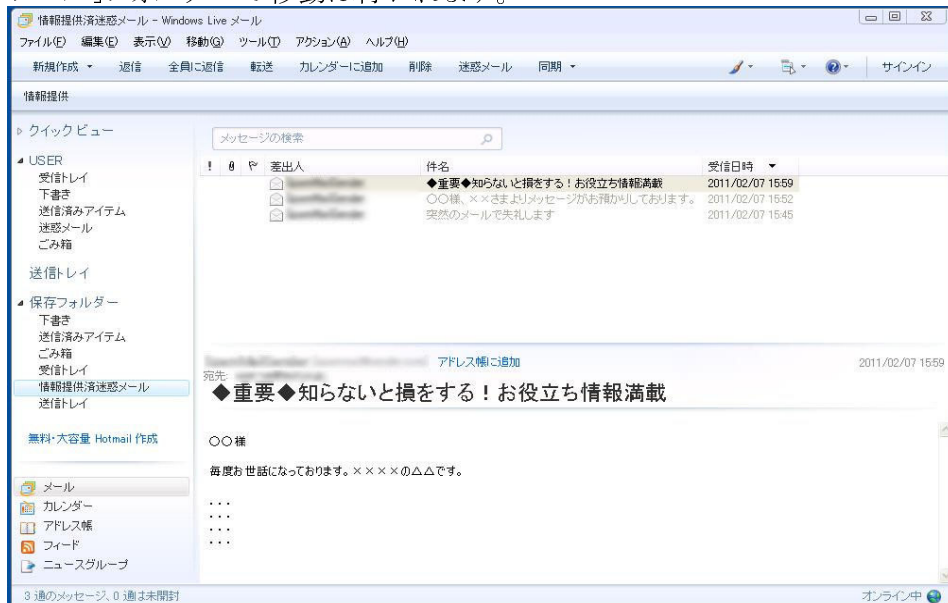 情報提供済迷惑メール - Windows Live メール
ファイル(F) 編集(E) 表示(V) 移動(G) ツール(T) アクション(A) ヘルプ(H)
新規作成 返信 全員に返信 転送 カレンダーに追加 削除 迷惑メール 同期 サインイン
情報提供
クイック ビュー
メッセージの検索
USER
受信トレイ
下書き
送信済みアイテム
迷惑メール
ごみ箱
送信トレイ
保存フォルダー
下書き
送信済みアイテム
ごみ箱
受信トレイ
情報提供済迷惑メール
送信トレイ
無料・大容量 Hotmail 作成
メール
カレンダー
アドレス帳
フィード
ニュースグループ
! 差出人 件名 受信日時
◆重要◆知らないと損をする!お役立ち情報満載 2011/02/07 15:59
○○様、××さまよりメッセージがお預かりしております。 2011/02/07 15:52
突然のメールで失礼します 2011/02/07 15:45
アドレス帳に追加 2011/02/07 15:59
宛先:
◆重要◆知らないと損をする!お役立ち情報満載
○○様
毎度お世話になっております。××××の△△です。
・・・
・・・
・・・
・・・
3 通のメッセージ、0 通は未開封 オンライン中